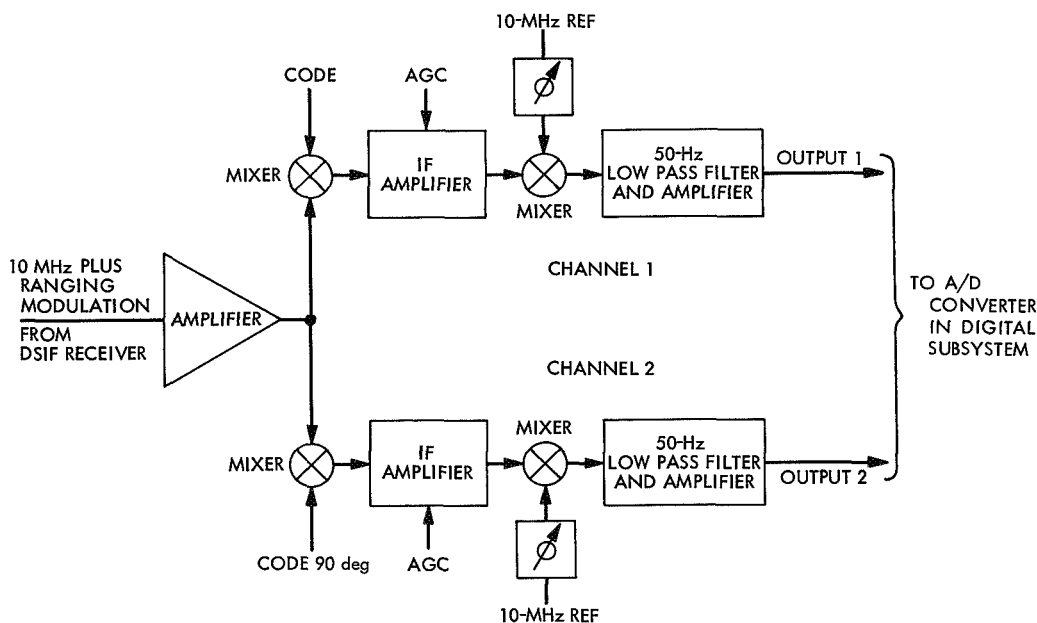 10-MHz REF
CODE
AGC
ϕ
MIXER
IF
AMPLIFIER
MIXER
50-Hz
LOW PASS FILTER
AND AMPLIFIER
OUTPUT 1
CHANNEL 1
10 MHz PLUS
RANGING
MODULATION
FROM
DSIF RECEIVER
AMPLIFIER
TO A/D
CONVERTER
IN DIGITAL
SUBSYSTEM
CHANNEL 2
MIXER
IF
AMPLIFIER
MIXER
50-Hz
LOW PASS FILTER
AND AMPLIFIER
OUTPUT 2
CODE 90 deg
AGC
ϕ
10-MHz REF